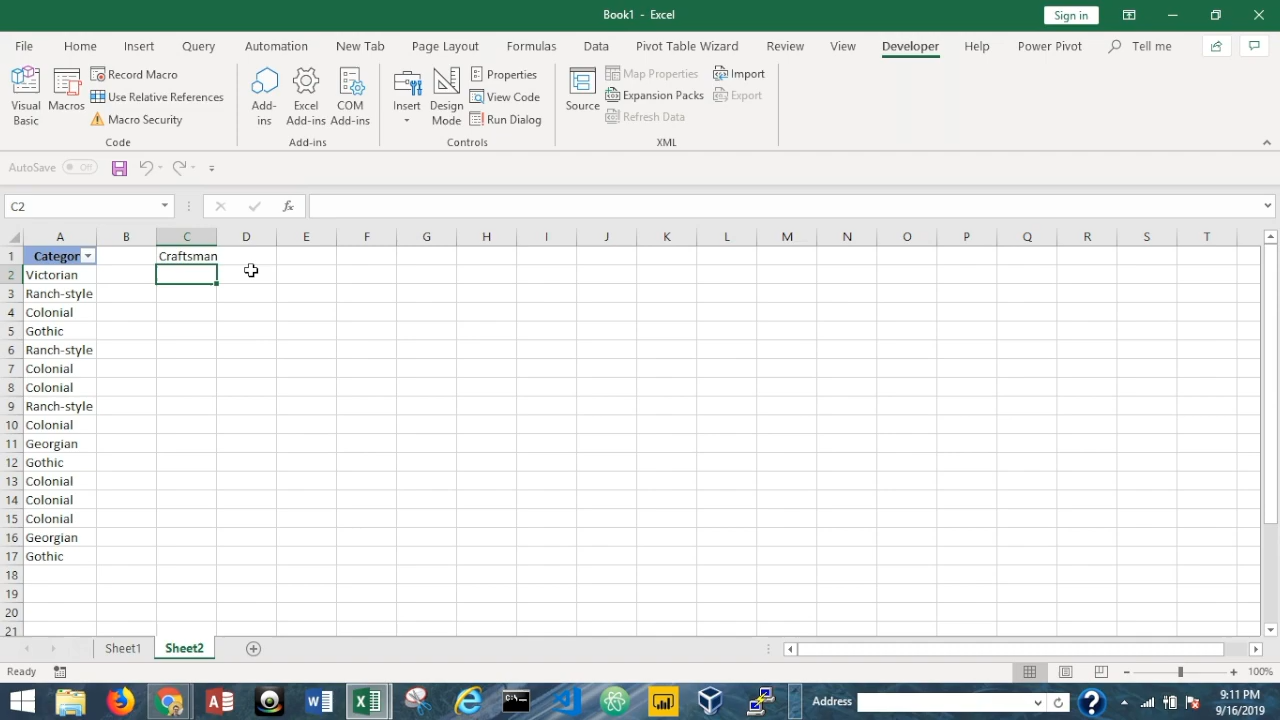 Book1 - Excel
Sign in
File Home Insert Query Automation New Tab Page Layout Formulas Data Pivot Table Wizard Review View Developer Help Power Pivot Tell me
Visual Basic
Macros
Record Macro
Use Relative References
Macro Security
Code
Add-ins
Excel Add-ins
COM Add-ins
Add-ins
Insert
Design Mode
Properties
View Code
Run Dialog
Controls
Source
Map Properties
Expansion Packs
Refresh Data
Import
Export
XML
AutoSave Off
C2
fx
A B C D E F G H I J K L M N O P Q R S T
1 Categor Craftsman
2 Victorian
3 Ranch-style
4 Colonial
5 Gothic
6 Ranch-style
7 Colonial
8 Colonial
9 Ranch-style
10 Colonial
11 Georgian
12 Gothic
13 Colonial
14 Colonial
15 Colonial
16 Georgian
17 Gothic
18
19
20
21
Sheet1 Sheet2
Ready
100%
Address
9:11 PM
9/16/2019